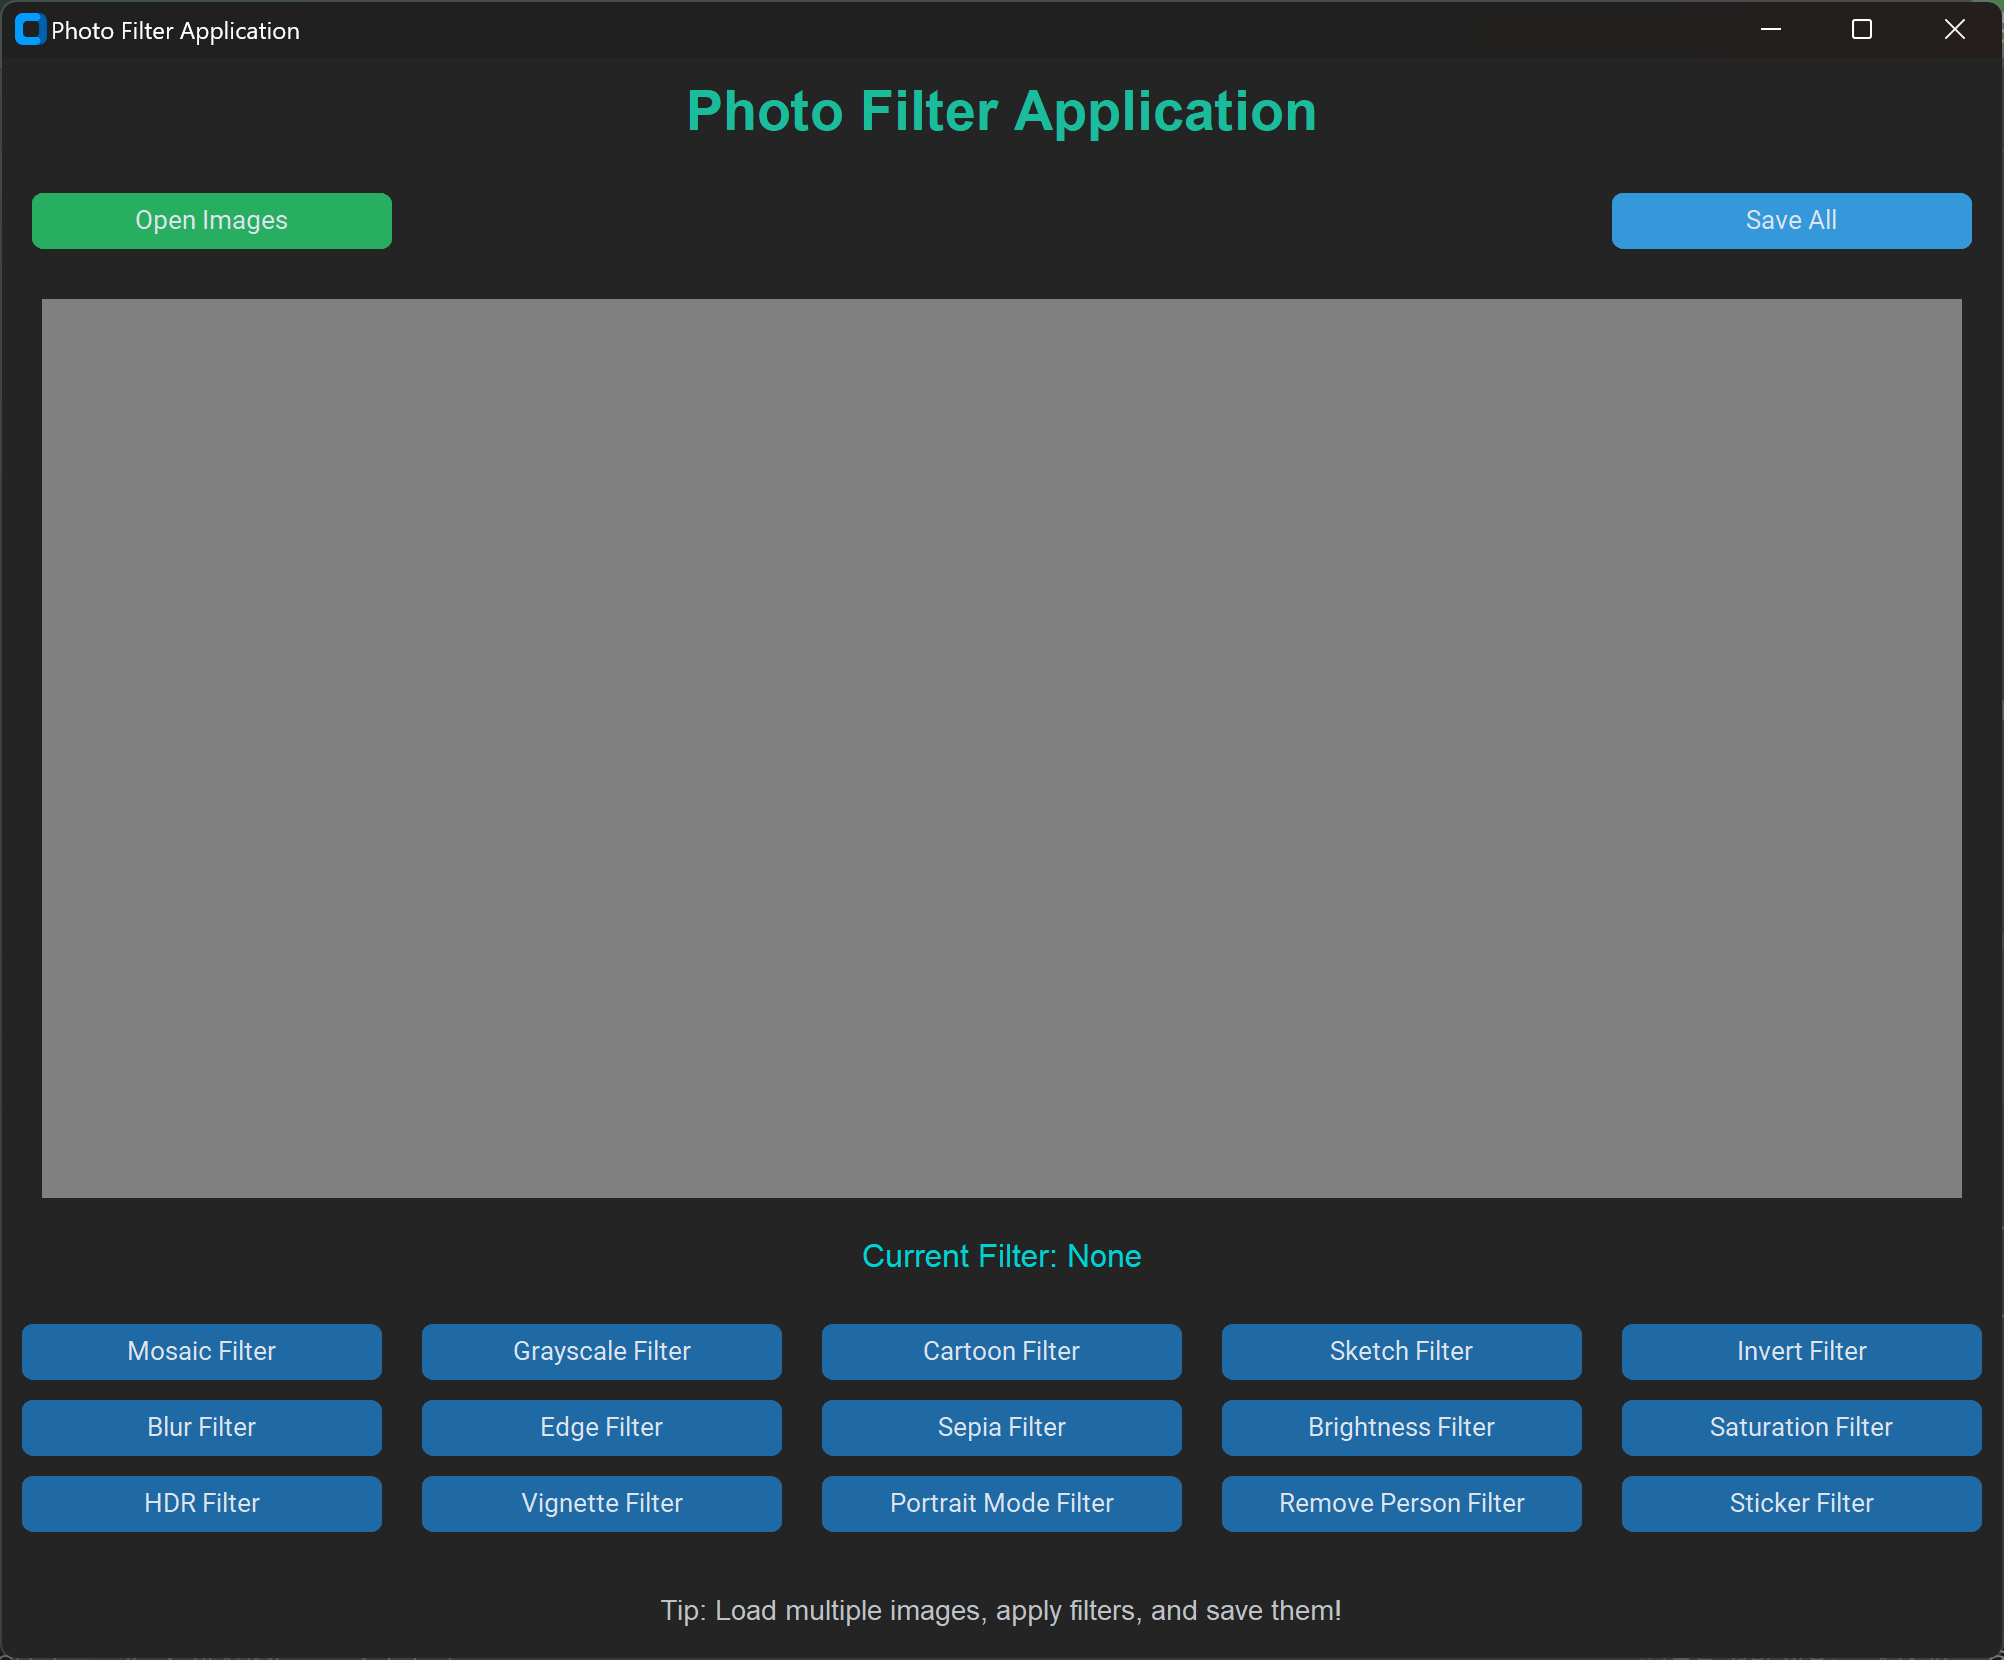 Photo Filter Application
Photo Filter Application
Open Images
Save All
Current Filter: None
Mosaic Filter
Grayscale Filter
Cartoon Filter
Sketch Filter
Invert Filter
Blur Filter
Edge Filter
Sepia Filter
Brightness Filter
Saturation Filter
HDR Filter
Vignette Filter
Portrait Mode Filter
Remove Person Filter
Sticker Filter
Tip: Load multiple images, apply filters, and save them!